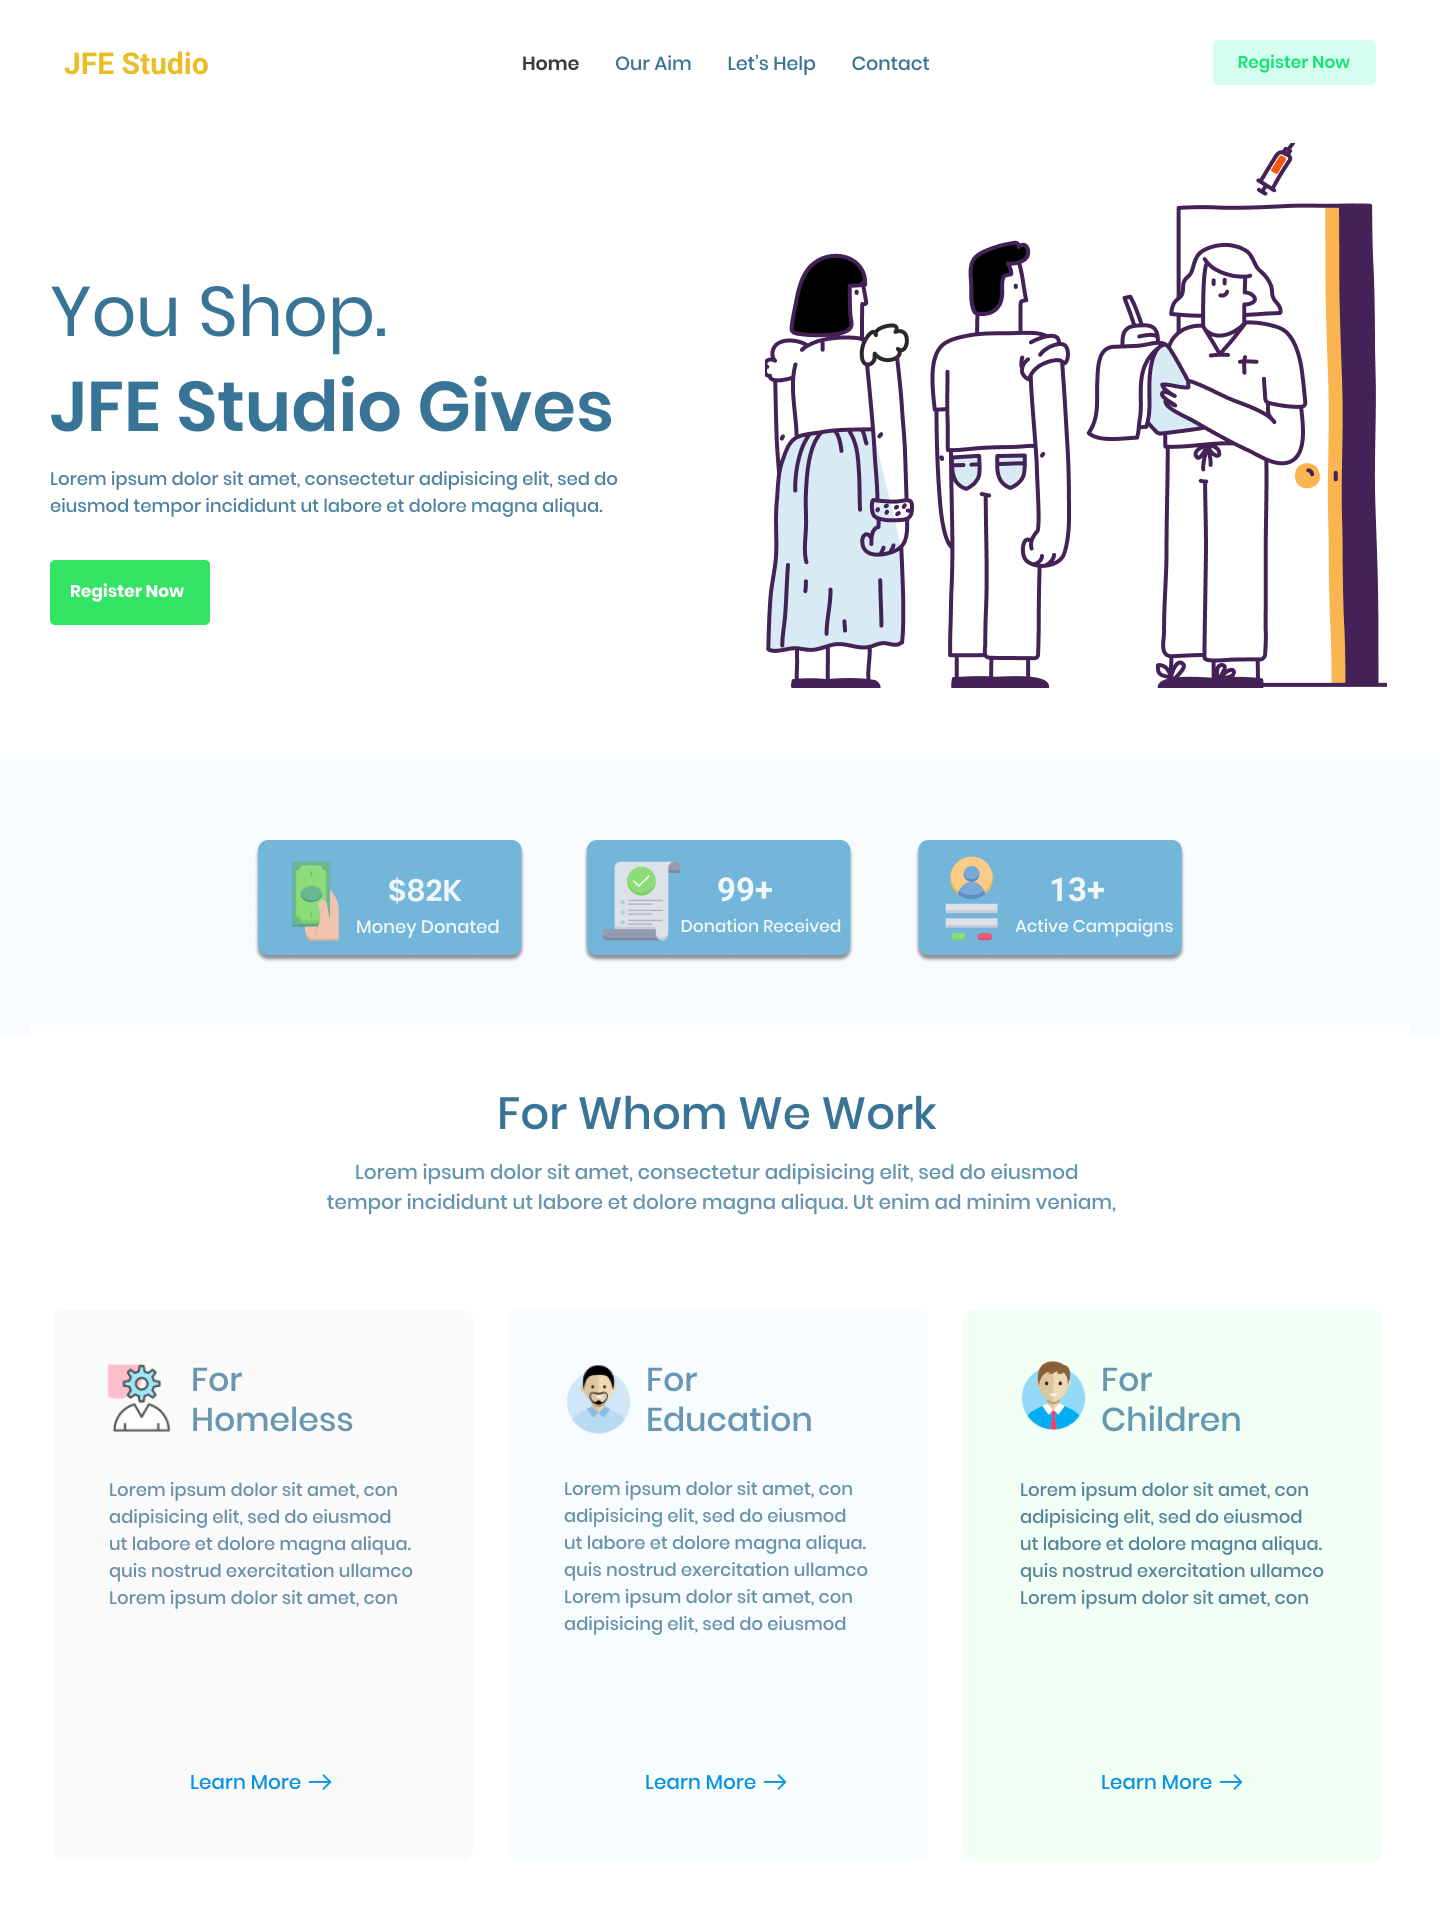 JFE Studio
Home Our Aim Let's Help Contact
Register Now
You Shop.
JFE Studio Gives
Lorem ipsum dolor sit amet, consectetur adipisicing elit, sed do
eiusmod tempor incididunt ut labore et dolore magna aliqua.
Register Now
$82K
Money Donated
99+
Donation Received
13+
Active Campaigns
For Whom We Work
Lorem ipsum dolor sit amet, consectetur adipisicing elit, sed do eiusmod
tempor incididunt ut labore et dolore magna aliqua. Ut enim ad minim veniam,
For
Homeless
Lorem ipsum dolor sit amet, con
adipisicing elit, sed do eiusmod
ut labore et dolore magna aliqua.
quis nostrud exercitation ullamco
Lorem ipsum dolor sit amet, con
Learn More
For
Education
Lorem ipsum dolor sit amet, con
adipisicing elit, sed do eiusmod
ut labore et dolore magna aliqua.
quis nostrud exercitation ullamco
Lorem ipsum dolor sit amet, con
adipisicing elit, sed do eiusmod
Learn More
For
Children
Lorem ipsum dolor sit amet, con
adipisicing elit, sed do eiusmod
ut labore et dolore magna aliqua.
quis nostrud exercitation ullamco
Lorem ipsum dolor sit amet, con
Learn More